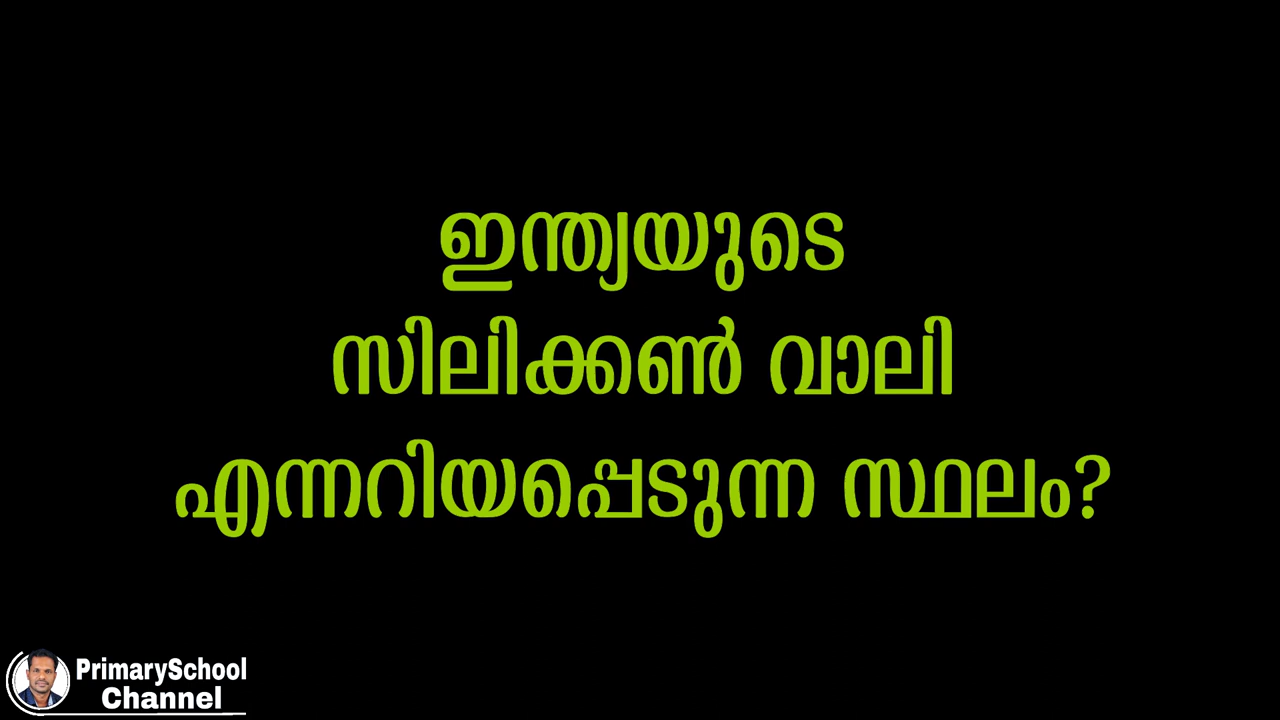 ഇന്ത്യയുടെ
സിലിക്കൺ വാലി
എന്നറിയപ്പെടുന്ന സ്ഥലം?
PrimarySchool
Channel